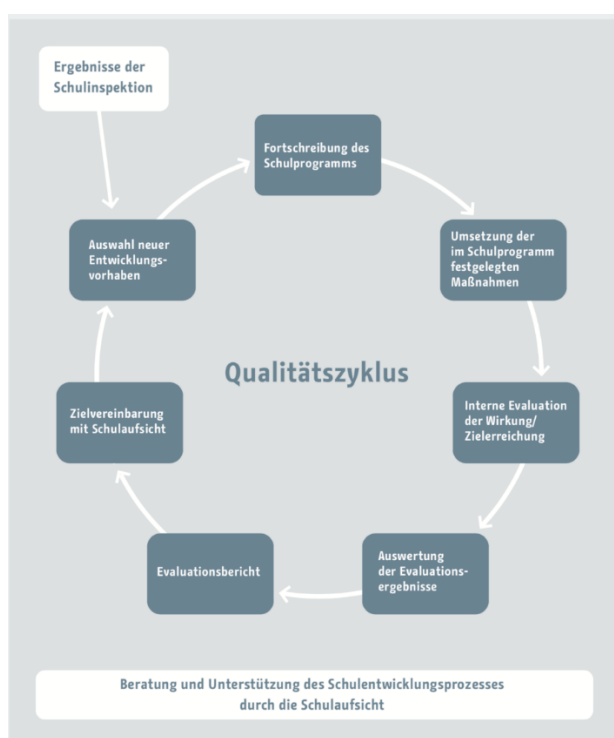 Ergebnisse der
Schulinspektion
Fortschreibung des
Schulprogramms
Auswahl neuer
Entwicklungs-
vorhaben
Umsetzung der
im Schulprogramm
festgelegten
Maßnahmen
Qualitätszyklus
Zielvereinbarung
mit Schulaufsicht
Interne Evaluation
der Wirkung/
Zielerreichung
Evaluationsbericht
Auswertung
der Evaluations-
ergebnisse
Beratung und Unterstützung des Schulentwicklungsprozesses
durch die Schulaufsicht